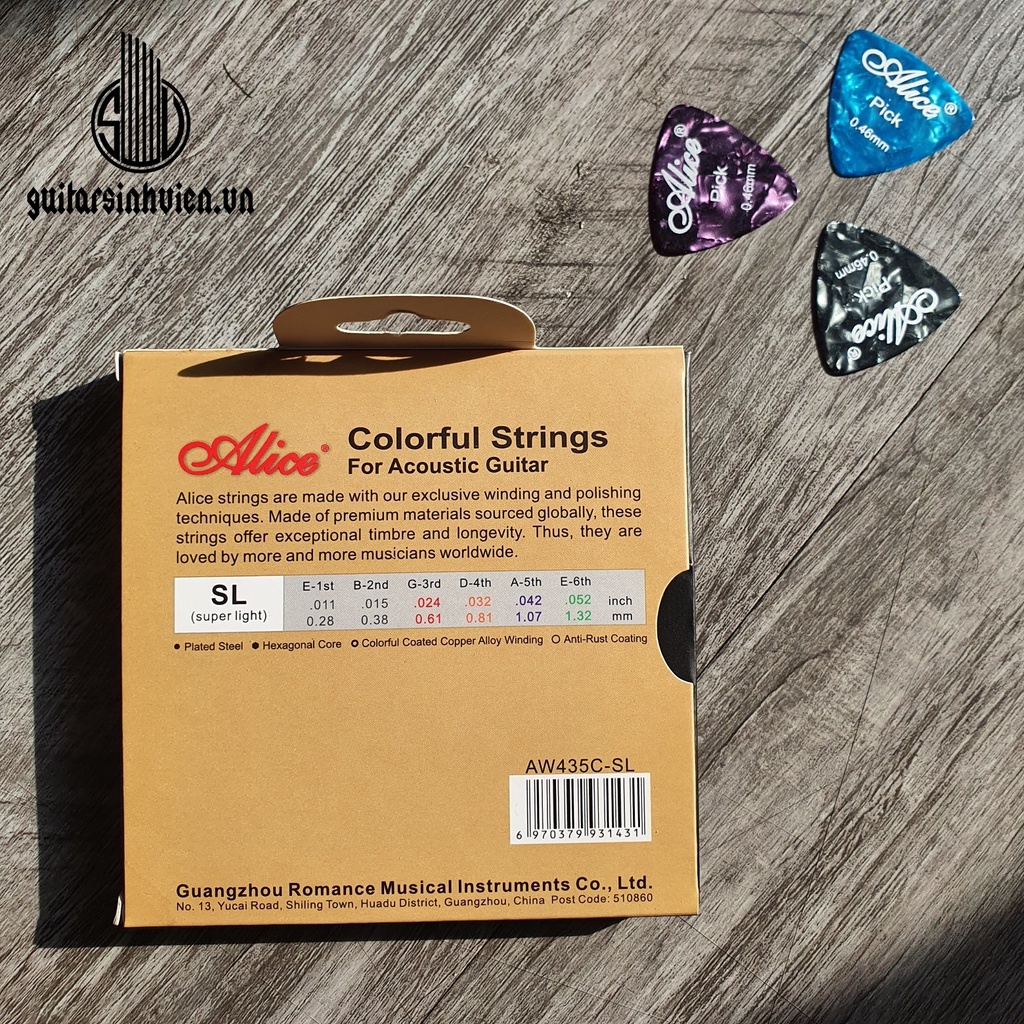 guitarsinhvien.vn
Alice®
Pick
0.46mm
Alice®
Pick
0.46mm
Alice®
Pick
0.46mm
Alice®
Colorful Strings
For Acoustic Guitar
Alice strings are made with our exclusive winding and polishing
techniques. Made of premium materials sourced globally, these
strings offer exceptional timbre and longevity. Thus, they are
loved by more and more musicians worldwide.
SL
(super light)
E-1st B-2nd G-3rd D-4th A-5th E-6th
.011 .015 .024 .032 .042 .052 inch
0.28 0.38 0.61 0.81 1.07 1.32 mm
Plated Steel Hexagonal Core Colorful Coated Copper Alloy Winding Anti-Rust Coating
AW435C-SL
6 970379 931431
Guangzhou Romance Musical Instruments Co., Ltd.
No. 13, Yucai Road, Shiling Town, Huadu District, Guangzhou, China Post Code: 510860